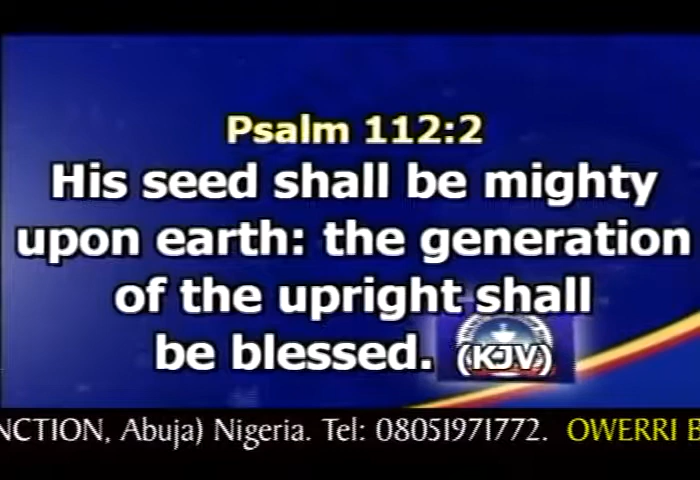 Psalm 112:2
His seed shall be mighty
upon earth: the generation
of the upright shall
be blessed. (KJV)
NCTION, Abuja) Nigeria. Tel: 08051971772. OWERRI B